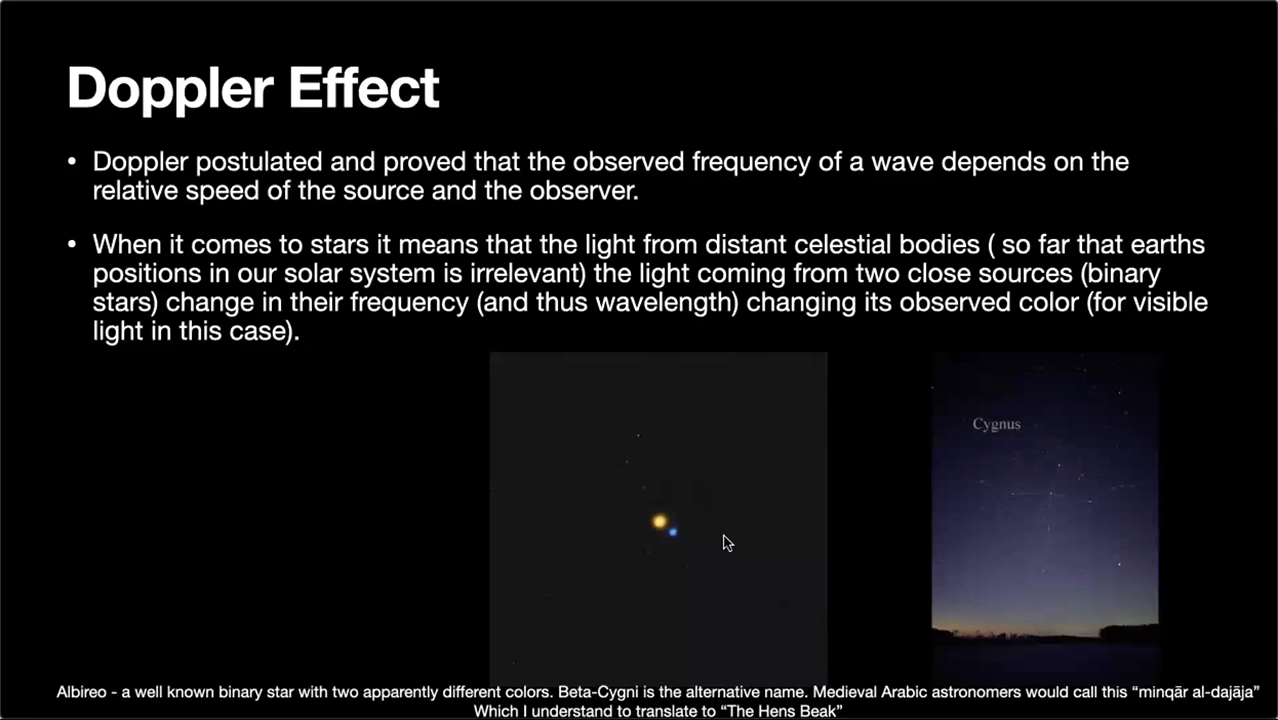 Doppler Effect
• Doppler postulated and proved that the observed frequency of a wave depends on the
relative speed of the source and the observer.
• When it comes to stars it means that the light from distant celestial bodies ( so far that earths
positions in our solar system is irrelevant) the light coming from two close sources (binary
stars) change in their frequency (and thus wavelength) changing its observed color (for visible
light in this case).
Cygnus
Albireo - a well known binary star with two apparently different colors. Beta-Cygni is the alternative name. Medieval Arabic astronomers would call this “minqār al-dajāja”
Which I understand to translate to “The Hens Beak”